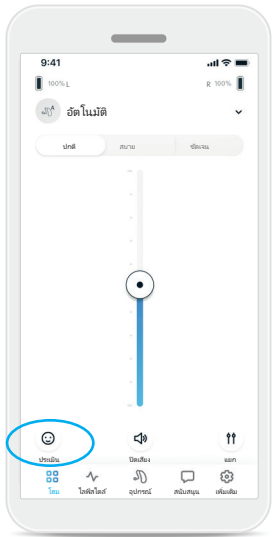 9:41
100% L
R 100%
A
อัตโนมัติ
ปกติ สบาย ชัดเจน
ประเมิน ปิดเสียง แยก
โฮม ไลฟ์สไตล์ อุปกรณ์ สนับสนุน เพิ่มเติม